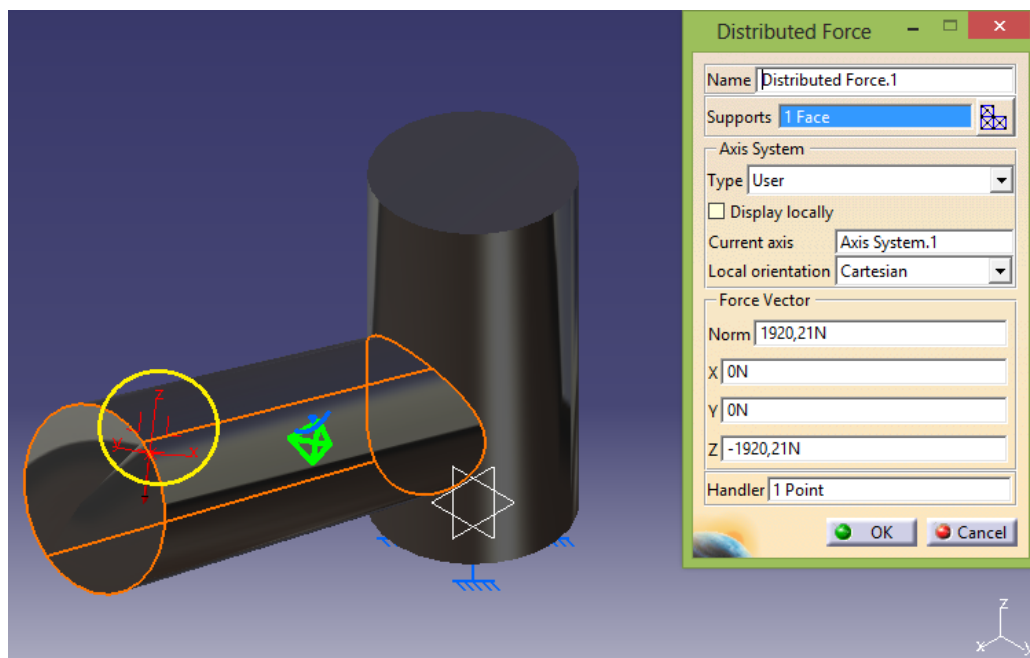 Distributed Force
Name Distributed Force.1
Supports 1 Face
Axis System
Type User
Display locally
Current axis Axis System.1
Local orientation Cartesian
Force Vector
Norm 1920,21N
X 0N
Y 0N
Z -1920,21N
Handler 1 Point
OK Cancel
z
y x
z
x y